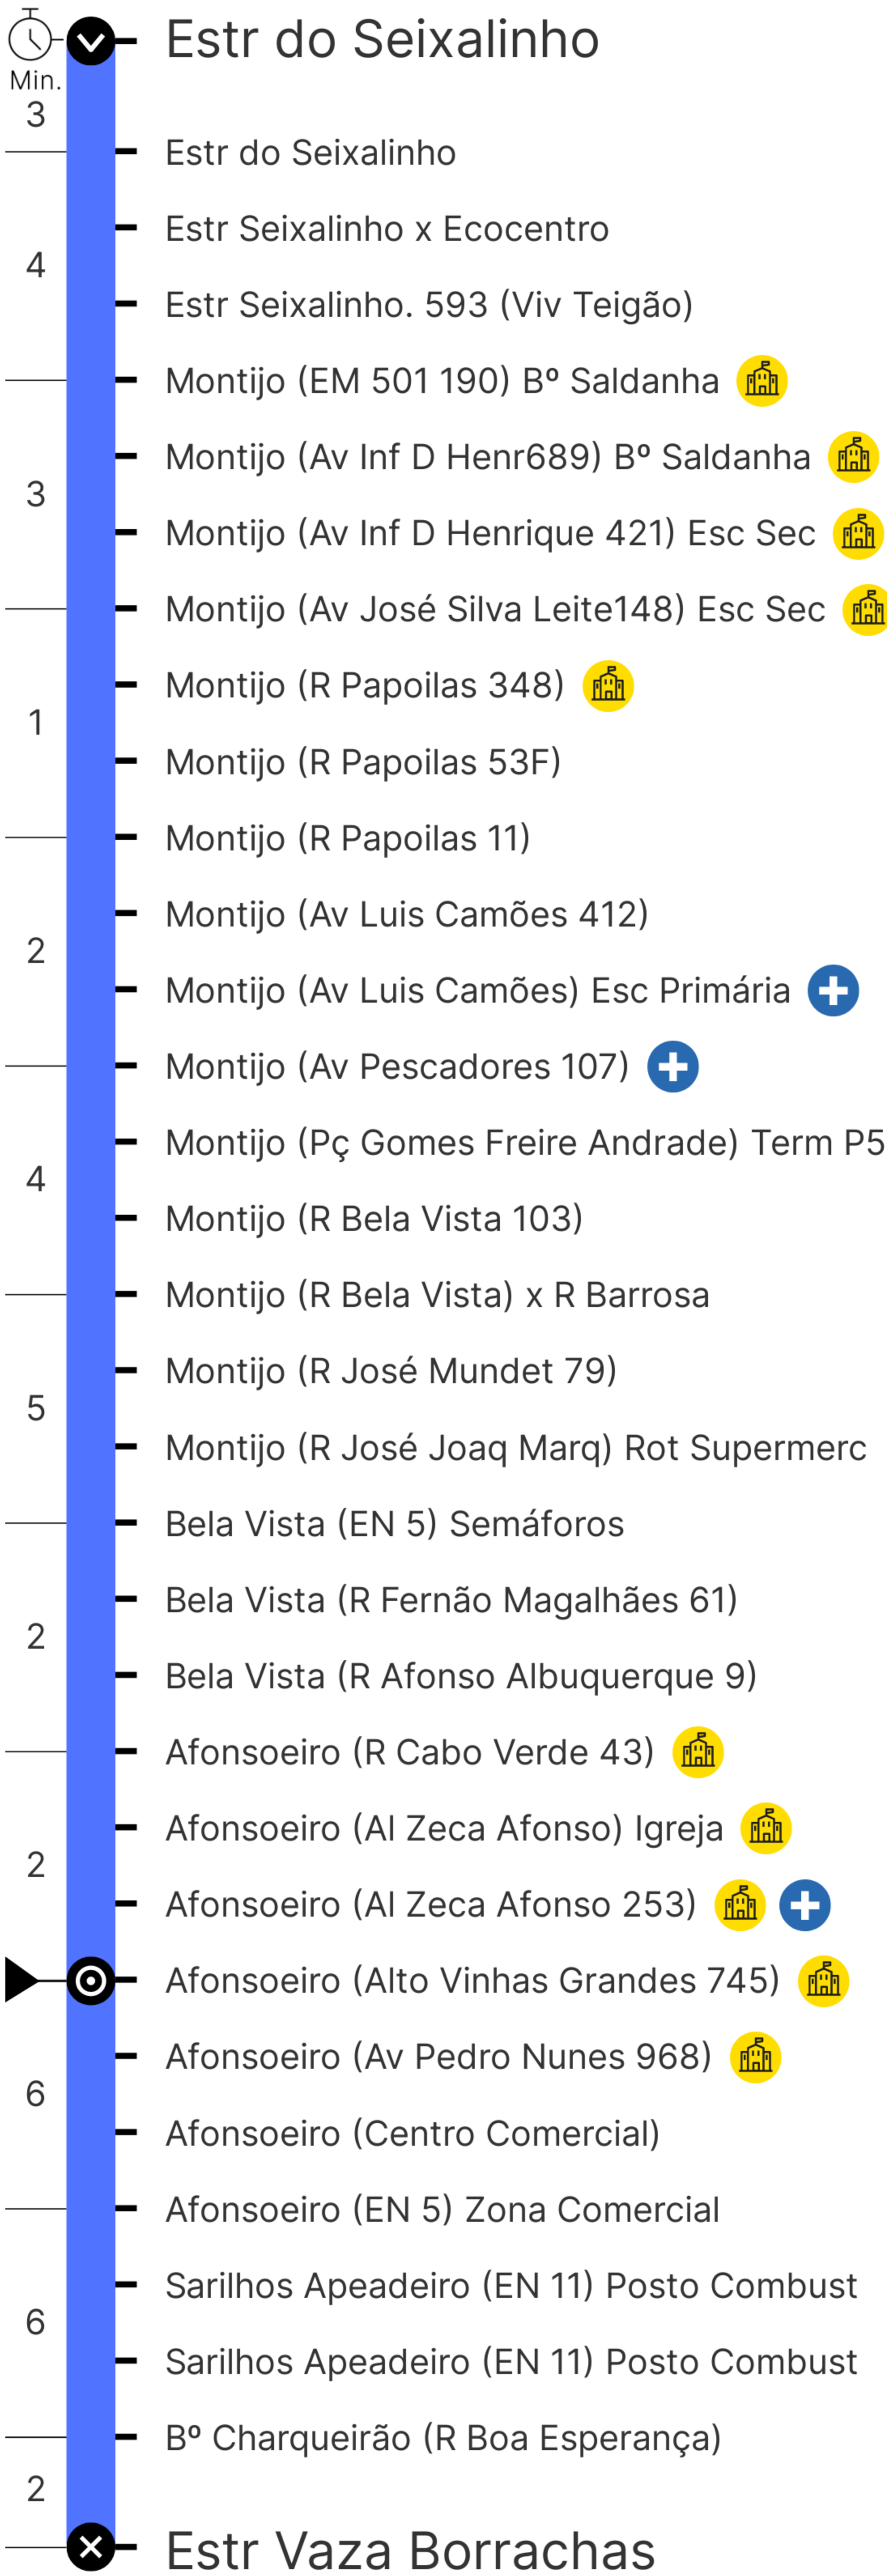 Estr do Seixalinho
Min.
3
Estr do Seixalinho
Estr Seixalinho x Ecocentro
4
Estr Seixalinho. 593 (Viv Teigão)
Montijo (EM 501 190) Bº Saldanha
Montijo (Av Inf D Henr689) Bº Saldanha
3
Montijo (Av Inf D Henrique 421) Esc Sec
Montijo (Av José Silva Leite148) Esc Sec
Montijo (R Papoilas 348)
1
Montijo (R Papoilas 53F)
Montijo (R Papoilas 11)
Montijo (Av Luis Camões 412)
2
Montijo (Av Luis Camões) Esc Primária
Montijo (Av Pescadores 107)
Montijo (Pç Gomes Freire Andrade) Term P5
4
Montijo (R Bela Vista 103)
Montijo (R Bela Vista) x R Barrosa
Montijo (R José Mundet 79)
5
Montijo (R José Joaq Marq) Rot Supermerc
Bela Vista (EN 5) Semáforos
Bela Vista (R Fernão Magalhães 61)
2
Bela Vista (R Afonso Albuquerque 9)
Afonsoeiro (R Cabo Verde 43)
Afonsoeiro (Al Zeca Afonso) Igreja
2
Afonsoeiro (Al Zeca Afonso 253)
Afonsoeiro (Alto Vinhas Grandes 745)
Afonsoeiro (Av Pedro Nunes 968)
6
Afonsoeiro (Centro Comercial)
Afonsoeiro (EN 5) Zona Comercial
Sarilhos Apeadeiro (EN 11) Posto Combust
6
Sarilhos Apeadeiro (EN 11) Posto Combust
Bº Charqueirão (R Boa Esperança)
2
Estr Vaza Borrachas